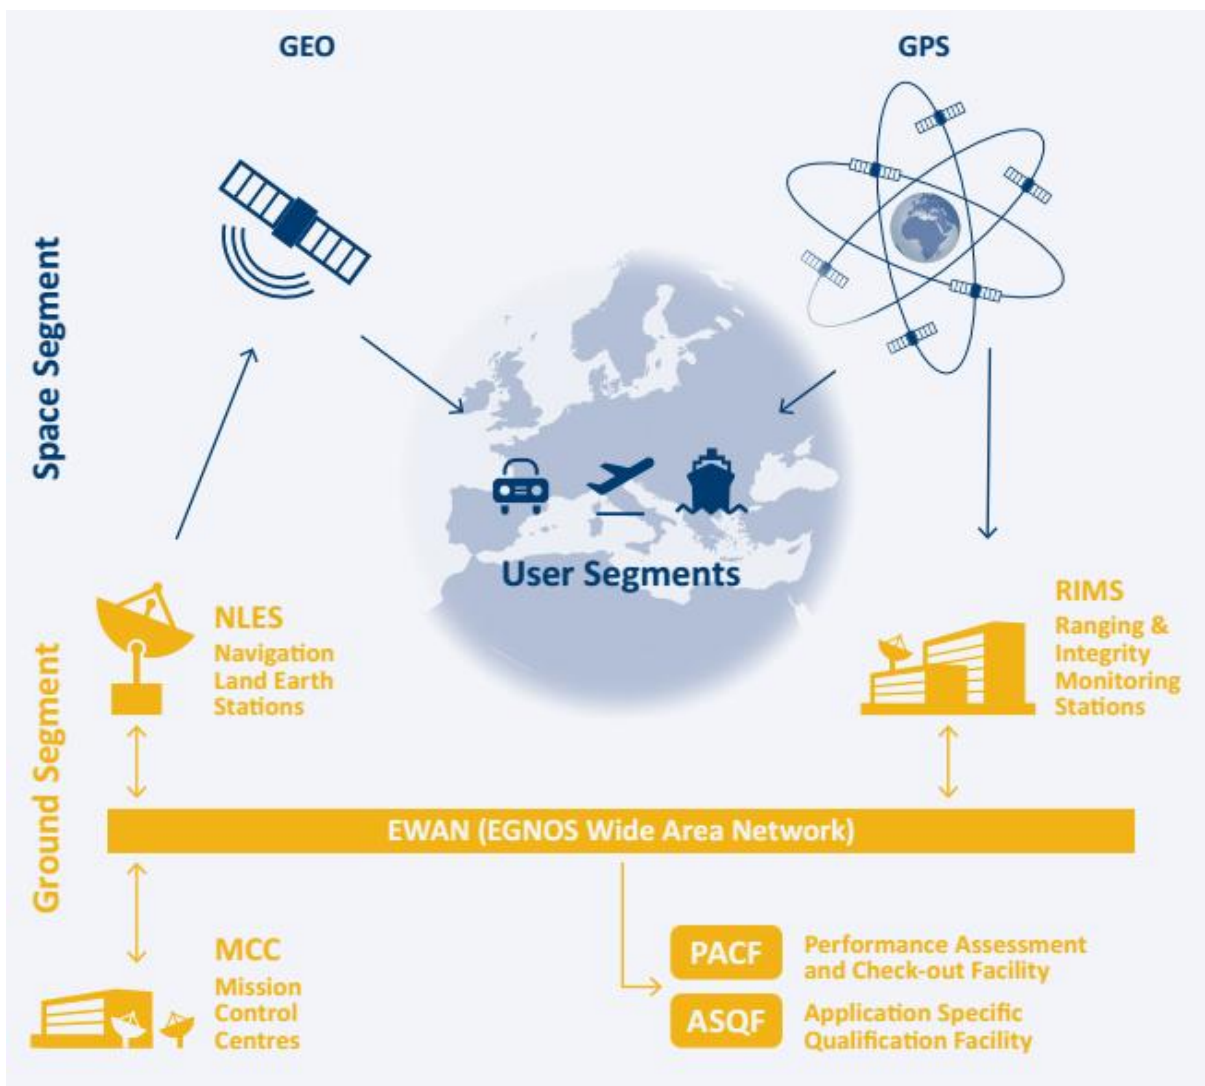 GEO
GPS
Space Segment
User Segments
NLES
Navigation
Land Earth
Stations
RIMS
Ranging &
Integrity
Monitoring
Stations
Ground Segment
EWAN (EGNOS Wide Area Network)
MCC
Mission
Control
Centres
PACF
Performance Assessment
and Check-out Facility
ASQF
Application Specific
Qualification Facility